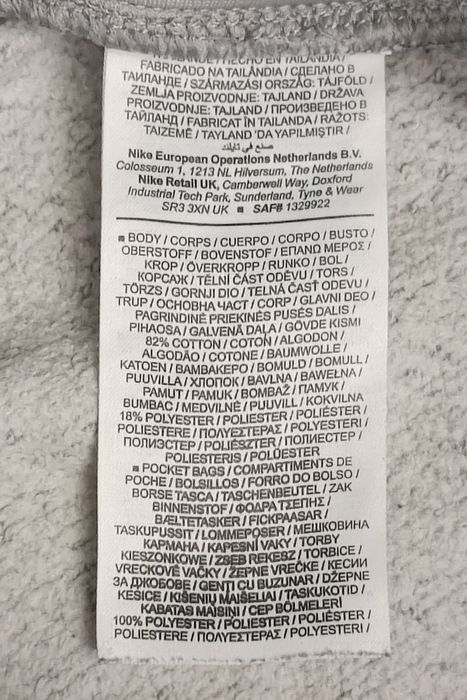 FABRICADO NA TAILÂNDIA / СДЕЛАНО В
ТАИЛАНДЕ / SZÁRMAZÁSI ORSZÁG: TÁJFÖLD /
ZEMLJA PROIZVODNJE: TAJLAND / DRŽAVA
PROIZVODNJE: TAJLAND / ПРОИЗВЕДЕНО В
ТАЙЛАНД / FABRICAT ÎN TAILANDA / RAŽOTS:
TAIZEMĒ / TAYLAND 'DA YAPILMIŞTIR /
صنع في تايلند
Nike European Operations Netherlands B.V.
Colosseum 1, 1213 NL Hilversum, The Netherlands
Nike Retail UK, Camberwell Way, Doxford
Industrial Tech Park, Sunderland, Tyne & Wear
SR3 3XN UK ■ SAF# 1329922
■ BODY / CORPS / CUERPO / CORPO / BUSTO /
OBERSTOFF / BOVENSTOF / ΕΠΑΝΩ ΜΕΡΟΣ /
KROP / ÖVERKROPP / RUNKO / BOL /
КОРСАЖ / TĚLNÍ ČÁST ODĚVU / TORS /
TÖRZS / GORNJI DIO / TELNÁ ČASŤ ODEVU /
TRUP / ОСНОВНА ЧАСТ / CORP / GLAVNI DEO /
PAGRINDINĖ PRIEKINĖS PUSĖS DALIS /
PIHAOSA / GALVENĀ DAĻA / GÖVDE KISMI
82% COTTON / COTON / ALGODON /
ALGODÃO / COTONE / BAUMWOLLE /
KATOEN / ΒΑΜΒΑΚΕΡΟ / BOMULD / BOMULL /
PUUVILLA / ХЛОПОК / BAVLNA / BAWEŁNA /
PAMUT / PAMUK / BOMBAŽ / ПАМУК /
BUMBAC / MEDVILNĖ / PUUVILL / KOKVILNA
18% POLYESTER / POLIESTER / POLIÉSTER /
POLIESTERE / ΠΟΛΥΕΣΤΕΡΑΣ / POLYESTERI /
ПОЛИЭСТЕР / POLIÉSZTER / ПОЛИЕСТЕР /
POLIESTERIS / POLÜESTER
■ POCKET BAGS / COMPARTIMENTS DE
POCHE / BOLSILLOS / FORRO DO BOLSO /
BORSE TASCA / TASCHENBEUTEL / ZAK
BINNENSTOF / ΦΟΔΡΑ ΤΣΕΠΗΣ /
BÆLTETASKER / FICKPAASAR /
TASKUPUSSIT / LOMMEPOSER / МЕШКОВИНА
КАРМАНА / KAPESNÍ VAKY / TORBY
KIESZONKOWE / ZSEB REKESZ / TORBICE /
VRECKOVÉ VAČKY / ŽEPNE VREČKE / КЕСИИ
ЗА ДЖОБОВЕ / GENȚI CU BUZUNAR / DŽEPNE
KESICE / KIŠENIŲ MAIŠELIAI / TASKUKOTID /
KABATAS MAISIŅI / CEP BÖLMELERİ
100% POLYESTER / POLIESTER / POLIÉSTER /
POLIESTERE / ΠΟΛΥΕΣΤΕΡΑΣ / POLYESTERI /